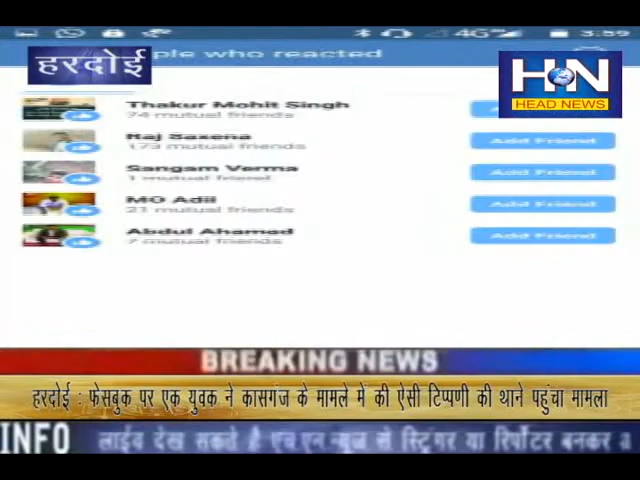 4G 3:59
हरदोई
ple who reacted
HN
HEAD NEWS
Thakur Mohit Singh
74 mutual friends
Raj Saxena
173 mutual friends
Add Friend
Sangam Verma
1 mutual friend
Add Friend
MO Adil
21 mutual friends
Add Friend
Abdul Ahamad
7 mutual friends
Add Friend
BREAKING NEWS
हरदोई : फेसबुक पर एक युवक ने कासगंज के मामले में की ऐसी टिप्पणी की थाने पहुंचा मामला
INFO लाईव देख सकते है एच.एन न्यूज से स्ट्रिंगर या रिर्पोटर बनकर